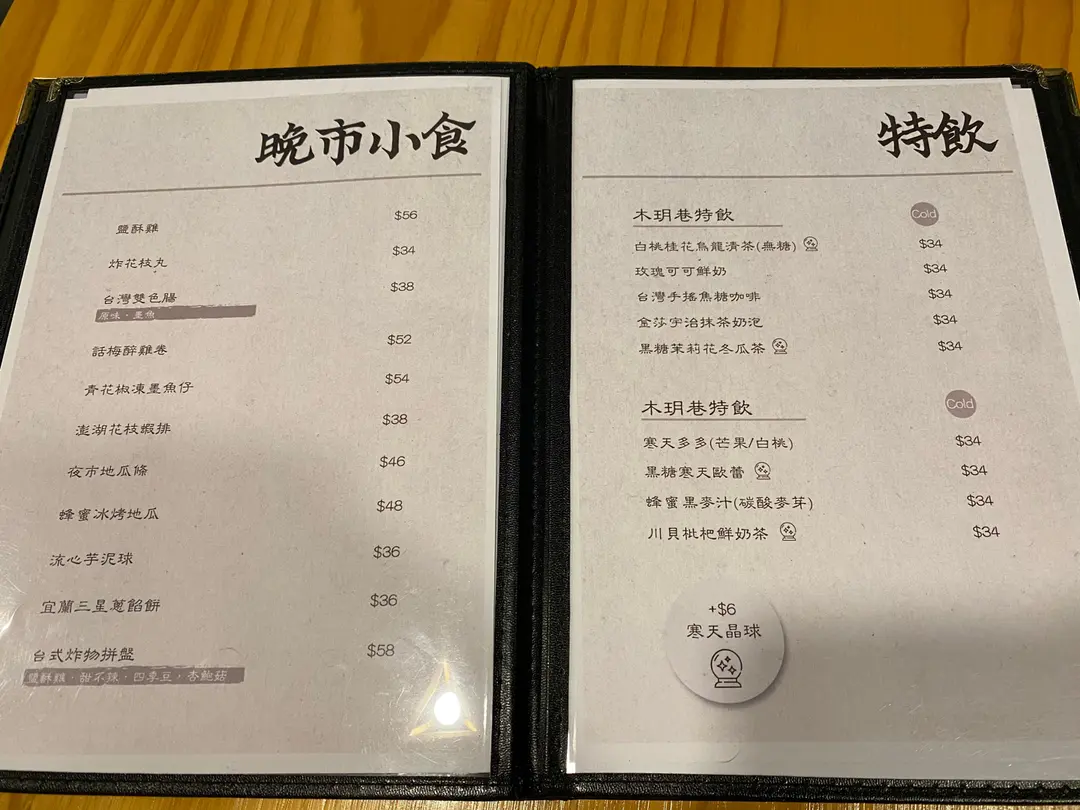 晚市小食
鹽酥雞 $56
炸花枝丸 $34
台灣雙色腸 $38
原味．墨魚
話梅醉雞卷 $52
青花椒凍墨魚仔 $54
澎湖花枝蝦排 $38
夜市地瓜條 $46
蜂蜜冰烤地瓜 $48
流心芋泥球 $36
宜蘭三星蔥餡餅 $36
台式炸物拼盤 $58
鹽酥雞．甜不辣．四季豆，杏鮑菇
特飲
木玥巷特飲 Cold
白桃桂花烏龍清茶(無糖) $34
玫瑰可可鮮奶 $34
台灣手搖焦糖咖啡 $34
金莎宇治抹茶奶泡 $34
黑糖茉莉花冬瓜茶 $34
木玥巷特飲 Cold
寒天多多(芒果/白桃) $34
黑糖寒天歐蕾 $34
蜂蜜黑麥汁(碳酸麥芽) $34
川貝枇杷鮮奶茶 $34
+$6
寒天晶球